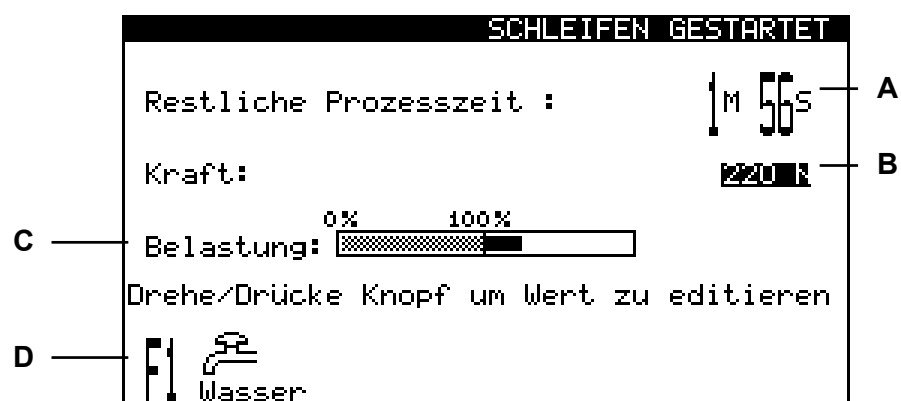 SCHLEIFEN GESTARTET
Restliche Prozesszeit : 1M 56S A
Kraft: 220 N B
0% 100%
C Belastung:
Drehe/Drücke Knopf um Wert zu editieren
D F1 Wasser